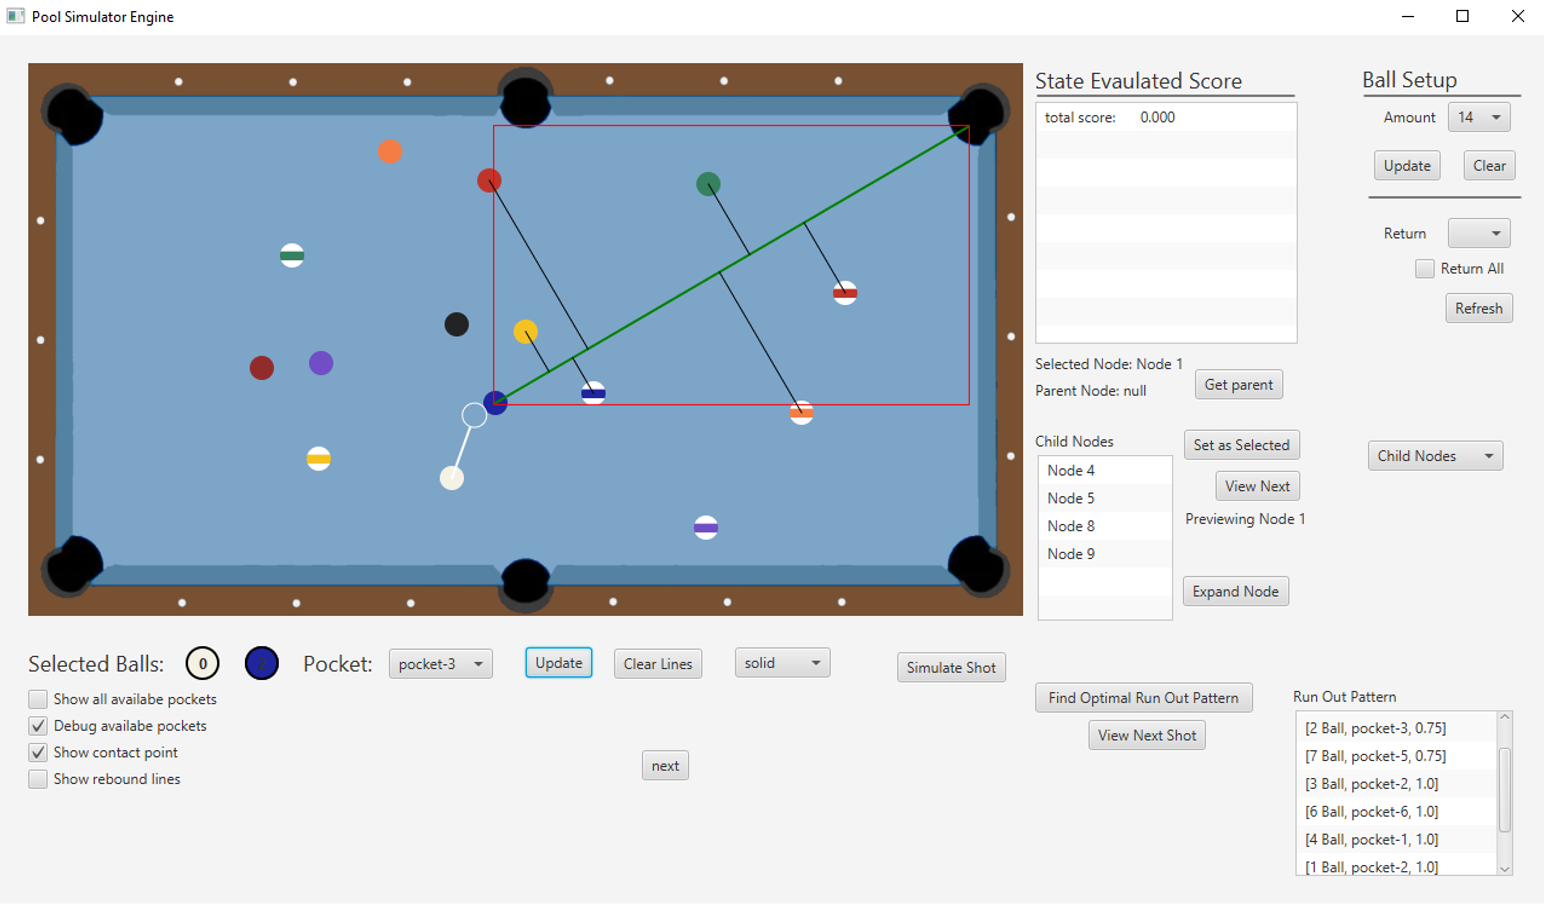 Pool Simulator Engine
State Evaulated Score
total score: 0.000
Ball Setup
Amount 14
Update Clear
Return
Return All
Refresh
Selected Node: Node 1
Parent Node: null
Get parent
Child Nodes
Node 4
Node 5
Node 8
Node 9
Set as Selected
View Next
Previewing Node 1
Expand Node
Child Nodes
Selected Balls: 0 2 Pocket: pocket-3 Update Clear Lines solid Simulate Shot
Show all availabe pockets
Debug availabe pockets
Show contact point
Show rebound lines
next
Find Optimal Run Out Pattern
View Next Shot
Run Out Pattern
[2 Ball, pocket-3, 0.75]
[7 Ball, pocket-5, 0.75]
[3 Ball, pocket-2, 1.0]
[6 Ball, pocket-6, 1.0]
[4 Ball, pocket-1, 1.0]
[1 Ball, pocket-2, 1.0]